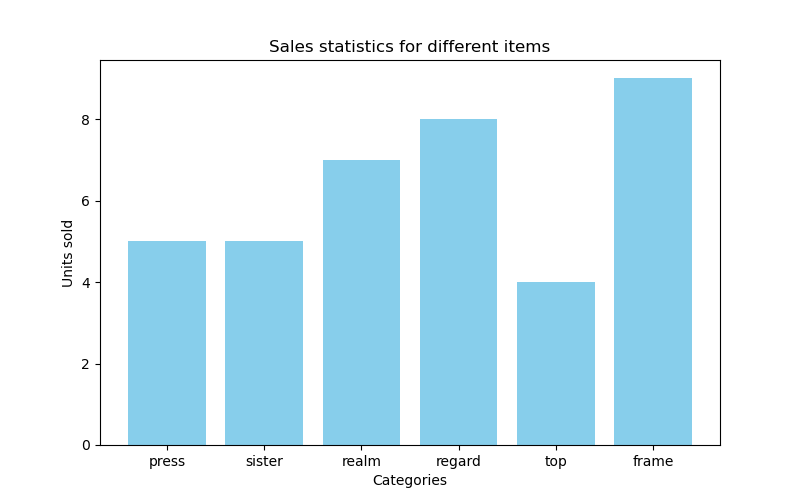 Sales statistics for different items
Units sold
8
6
4
2
0
press sister realm regard top frame
Categories